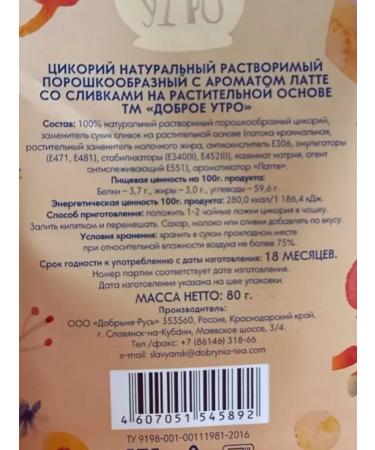 УТРО
ЦИКОРИЙ НАТУРАЛЬНЫЙ РАСТВОРИМЫЙ
ПОРОШКООБРАЗНЫЙ С АРОМАТОМ ЛАТТЕ
СО СЛИВКАМИ НА РАСТИТЕЛЬНОЙ ОСНОВЕ
ТМ «ДОБРОЕ УТРО»
Состав: 100% натуральный растворимый порошкообразный цикорий,
заменитель сухих сливок на растительной основе (патока крахмальная,
растительный заменитель молочного жира, антиокислитель Е306, эмульгаторы
(Е471, Е481), стабилизаторы (Е340(II), Е452(I)), казеинат натрия, агент
антислеживающий Е551), ароматизатор «Латте».
Пищевая ценность на 100г. продукта:
Белки – 3,7 г., жиры – 3,0 г., углеводы – 59,6 г
Энергетическая ценность 100г. продукта: 280,0 ккал/1 186,4 кДж.
Способ приготовления: положить 1-2 чайные ложки цикория в чашку.
Залить кипятком и перемешать. Сахар, молоко или сливки добавлять по вкусу.
Условия хранения: хранить в сухом прохладном месте
при относительной влажности воздуха не более 75%.
Срок годности к употреблению с даты изготовления: 18 МЕСЯЦЕВ.
Номер партии соответствует дате изготовления.
Дата изготовления указана на шве упаковки.
МАССА НЕТТО: 80 г.
Производитель:
ООО «Добрыня-Русь» 353560, Россия, Краснодарский край,
г. Славянск-на-Кубани, Маевское шоссе, 3/4.
Тел./факс: +7 (86146) 318-66
e-mail: slavyansk@dobrynia-tea.com
4 607051 545892
ТУ 9198-001-00111981-2016